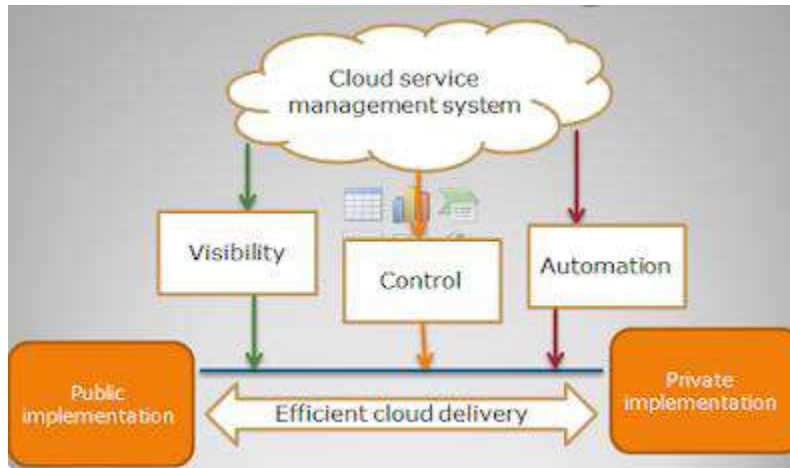 Cloud service
management system
Visibility
Control
Automation
Public
implementation
Efficient cloud delivery
Private
implementation